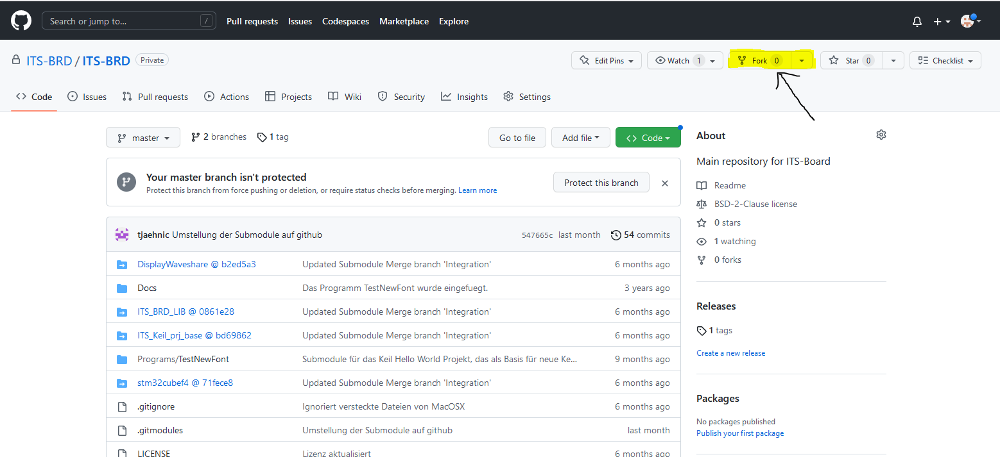 Search or jump to... / Pull requests Issues Codespaces Marketplace Explore
ITS-BRD / ITS-BRD Private Edit Pins Watch 1 Fork 0 Star 0 Checklist
Code Issues Pull requests Actions Projects Wiki Security Insights Settings
master 2 branches 1 tag Go to file Add file Code
Your master branch isn't protected
Protect this branch from force pushing or deletion, or require status checks before merging. Learn more
Protect this branch
tjaehnic Umstellung der Submodule auf github 547665c last month 54 commits
DisplayWaveshare @ b2ed5a3 Updated Submodule Merge branch 'Integration' 6 months ago
Docs Das Programm TestNewFont wurde eingefuegt. 3 years ago
ITS_BRD_LIB @ 0861e28 Updated Submodule Merge branch 'Integration' 6 months ago
ITS_Keil_prj_base @ bd69862 Updated Submodule Merge branch 'Integration' 6 months ago
Programs/TestNewFont Submodule für das Keil Hello World Projekt, das als Basis für neue Ke... 9 months ago
stm32cubef4 @ 71fece8 Updated Submodule Merge branch 'Integration' 6 months ago
.gitignore Ignoriert versteckte Dateien von MacOSX 6 months ago
.gitmodules Umstellung der Submodule auf github last month
LICENSE Lizenz aktualisiert 6 months ago
About
Main repository for ITS-Board
Readme
BSD-2-Clause license
0 stars
1 watching
0 forks
Releases
1 tags
Create a new release
Packages
No packages published
Publish your first package